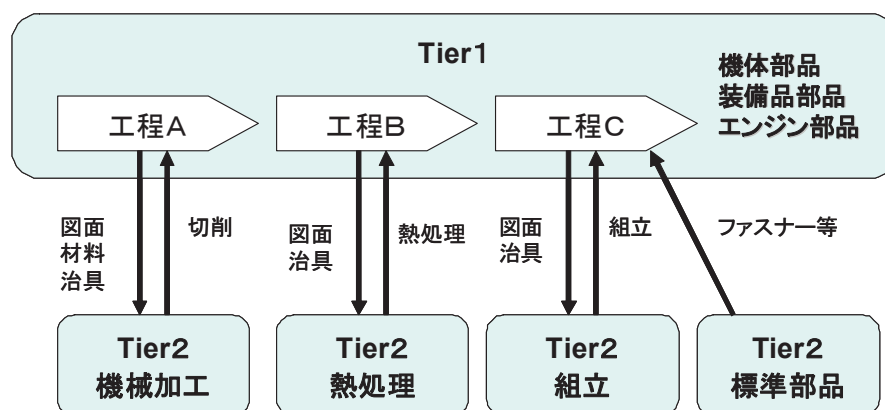 Tier1
機体部品
装備品部品
エンジン部品
工程A
工程B
工程C
図面
材料
治具
切削
図面
治具
熱処理
図面
治具
組立
ファスナー等
Tier2
機械加工
Tier2
熱処理
Tier2
組立
Tier2
標準部品